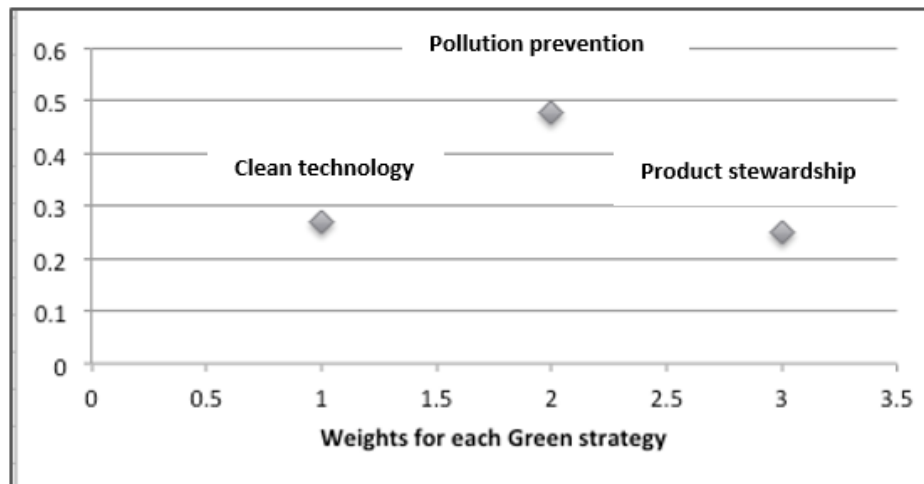 Pollution prevention
0.6
0.5
0.4
Clean technology
Product stewardship
0.3
0.2
0.1
0
0 0.5 1 1.5 2 2.5 3 3.5
Weights for each Green strategy